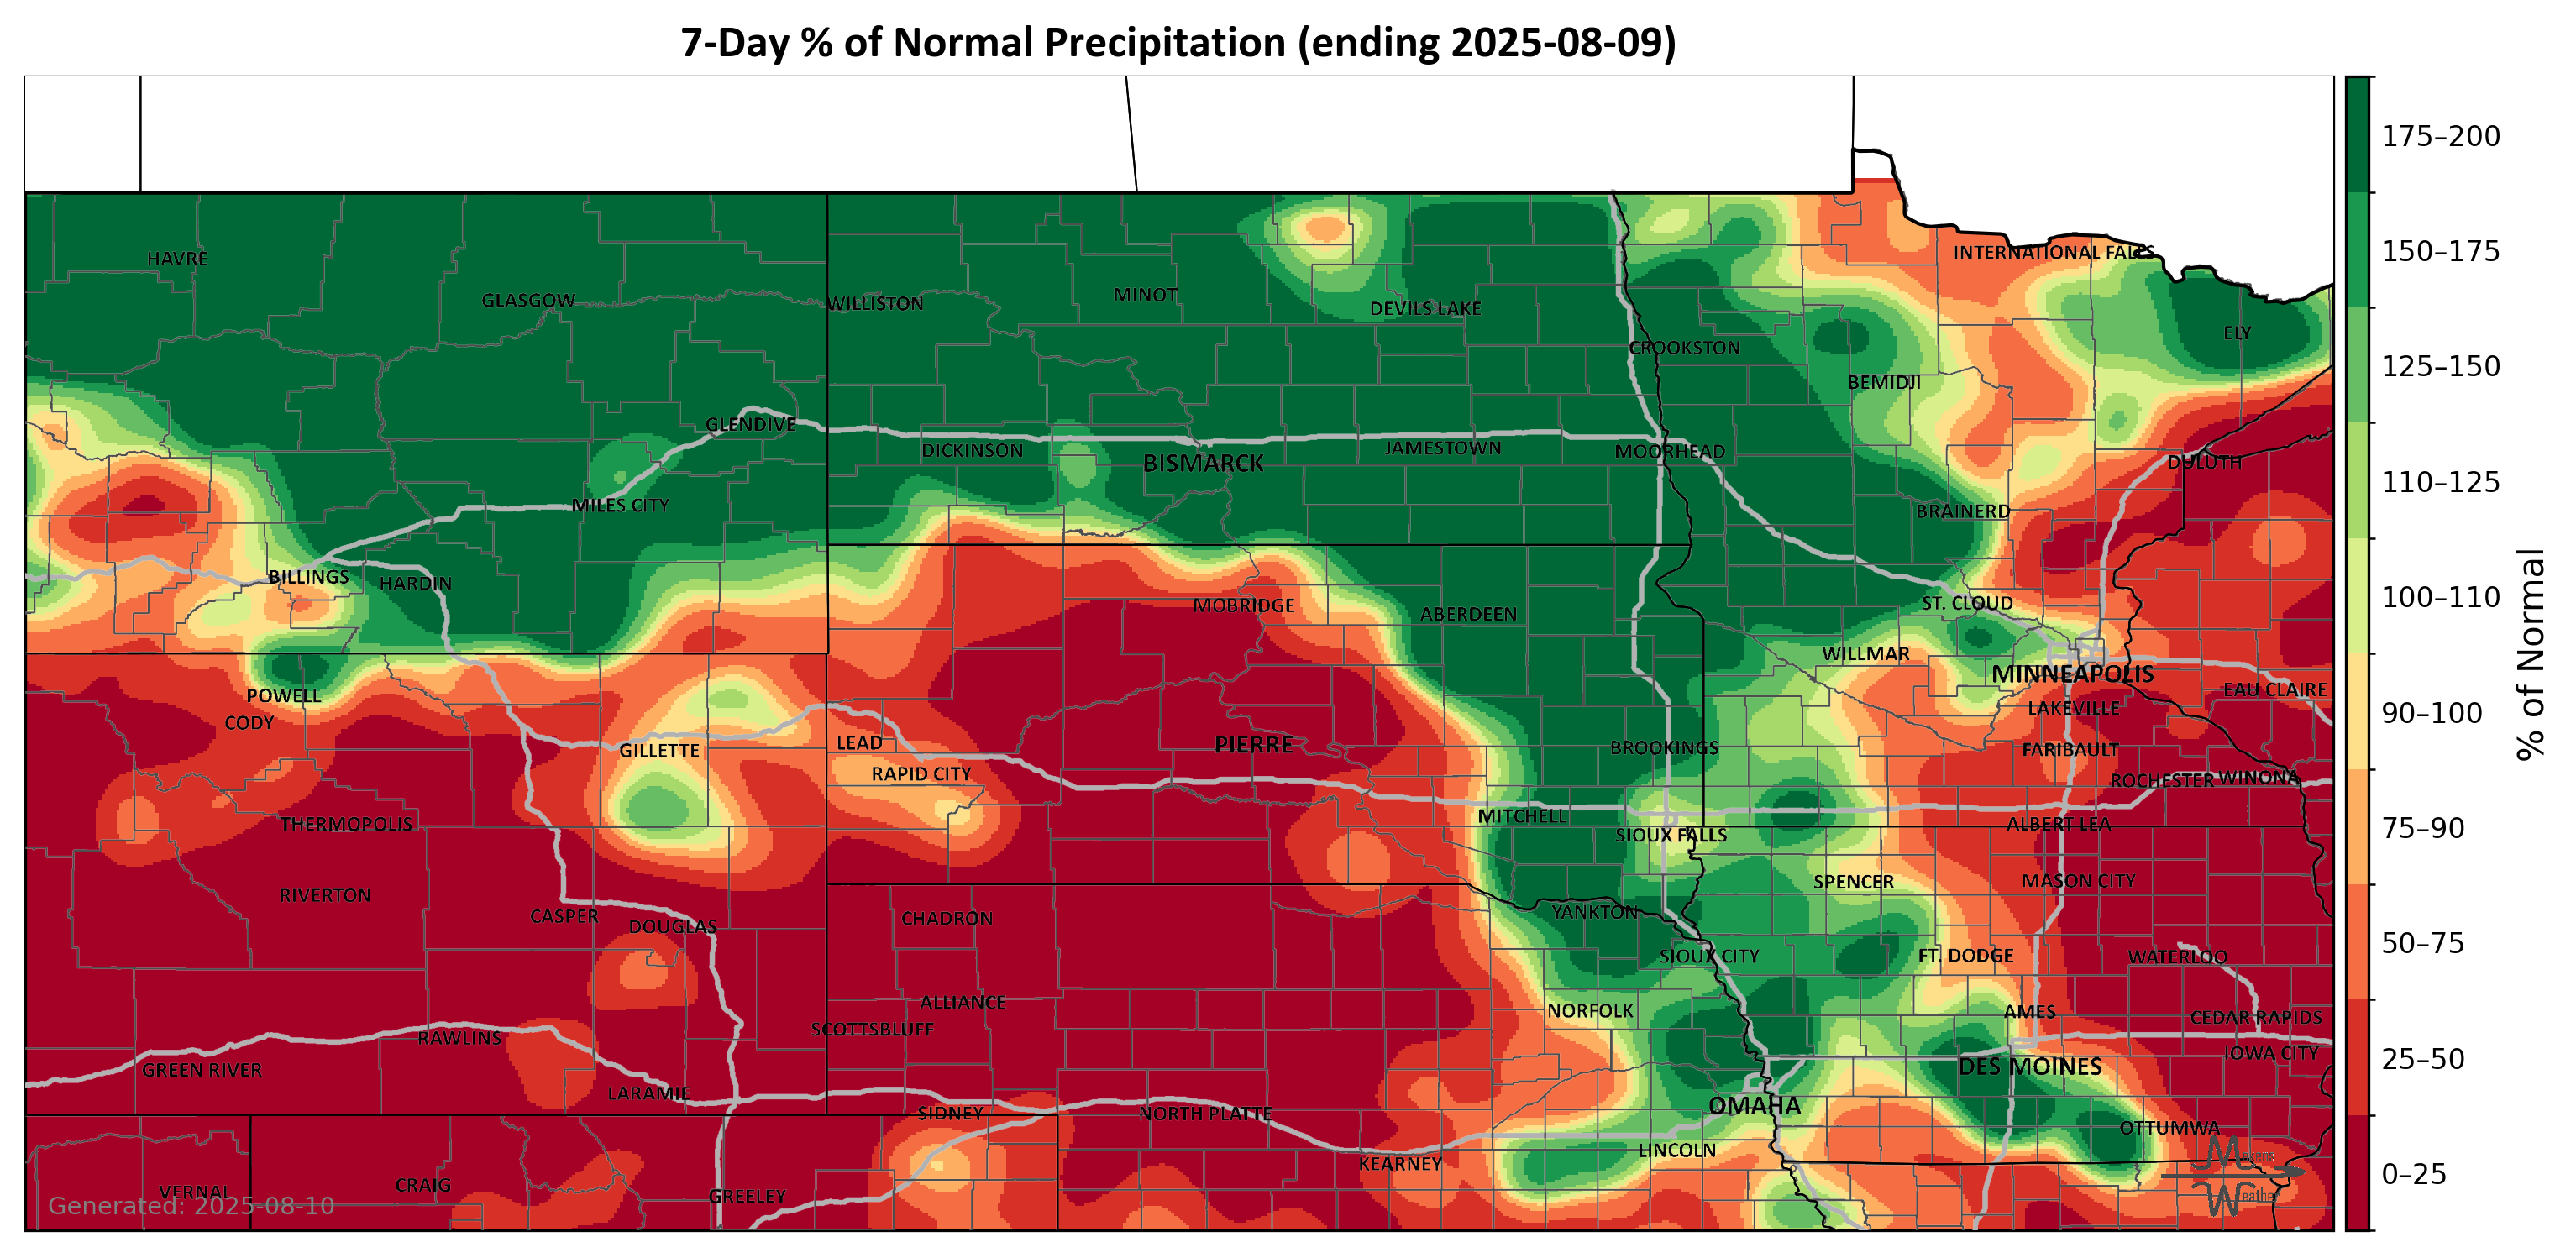 7-Day % of Normal Precipitation (ending 2025-08-09)
175–200
150–175
125–150
110–125
100–110
90–100
75–90
50–75
25–50
0–25
% of Normal
HAVRE
GLASGOW
WILLISTON
MINOT
DEVILS LAKE
INTERNATIONAL FALLS
ELY
CROOKSTON
BEMIDJI
GLENDIVE
DICKINSON
BISMARCK
JAMESTOWN
MOORHEAD
DULUTH
MILES CITY
BRAINERD
BILLINGS
HARDIN
MOBRIDGE
ABERDEEN
ST. CLOUD
WILLMAR
MINNEAPOLIS
POWELL
EAU CLAIRE
CODY
LAKEVILLE
GILLETTE
LEAD
PIERRE
BROOKINGS
FARIBAULT
RAPID CITY
ROCHESTER
WINONA
THERMOPOLIS
MITCHELL
SIOUX FALLS
ALBERT LEA
RIVERTON
SPENCER
MASON CITY
CASPER
DOUGLAS
CHADRON
YANKTON
SIOUX CITY
FT. DODGE
WATERLOO
ALLIANCE
NORFOLK
AMES
SCOTTSBLUFF
CEDAR RAPIDS
RAWLINS
IOWA CITY
GREEN RIVER
DES MOINES
LARAMIE
SIDNEY
NORTH PLATTE
OMAHA
OTTUMWA
LINCOLN
KEARNEY
VERNAL
CRAIG
GREELEY
Generated: 2025-08-10
Weather